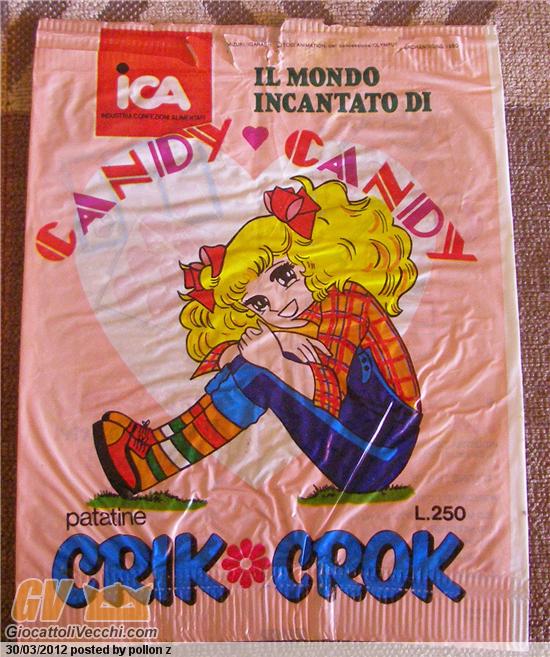 ICA
INDUSTRIA CONFEZIONI ALIMENTARI
IL MONDO
INCANTATO DI
CANDY CANDY
patatine
L.250
CRIK CROK
GV
GiocattoliVecchi.com
30/03/2012 posted by pollon z